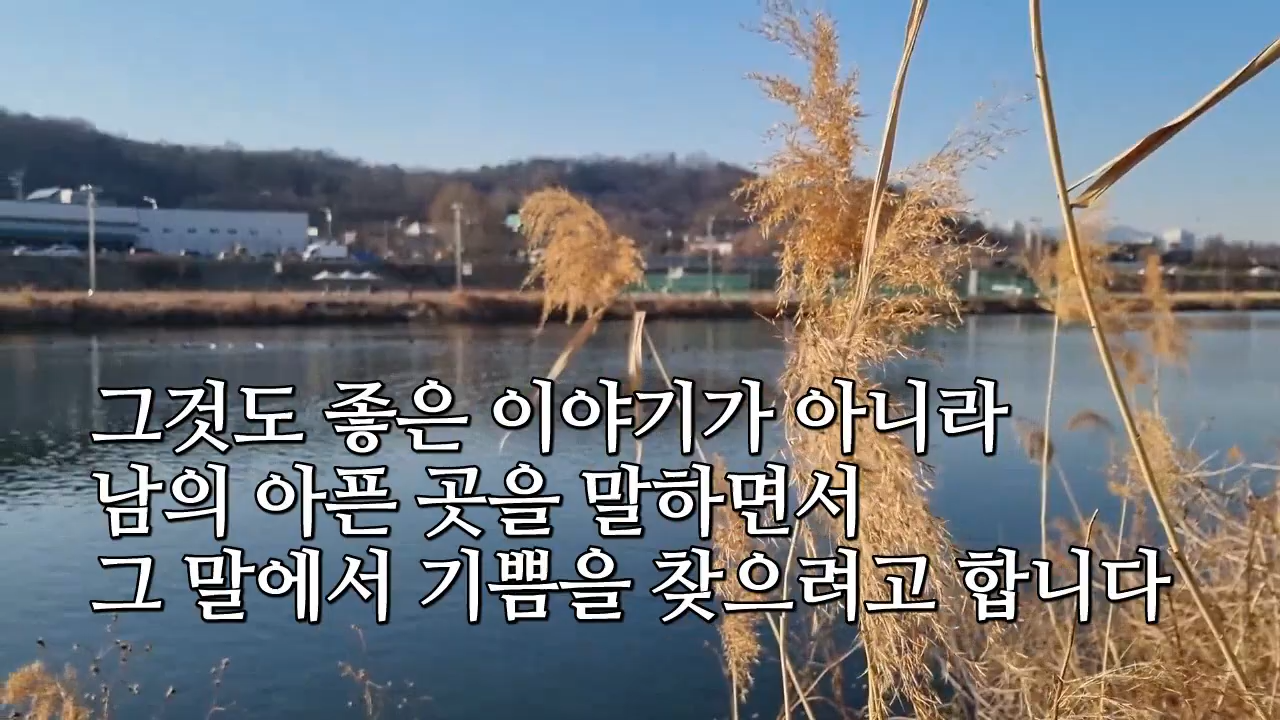 그것도 좋은 이야기가 아니라
남의 아픈 곳을 말하면서
그 말에서 기쁨을 찾으려고 합니다